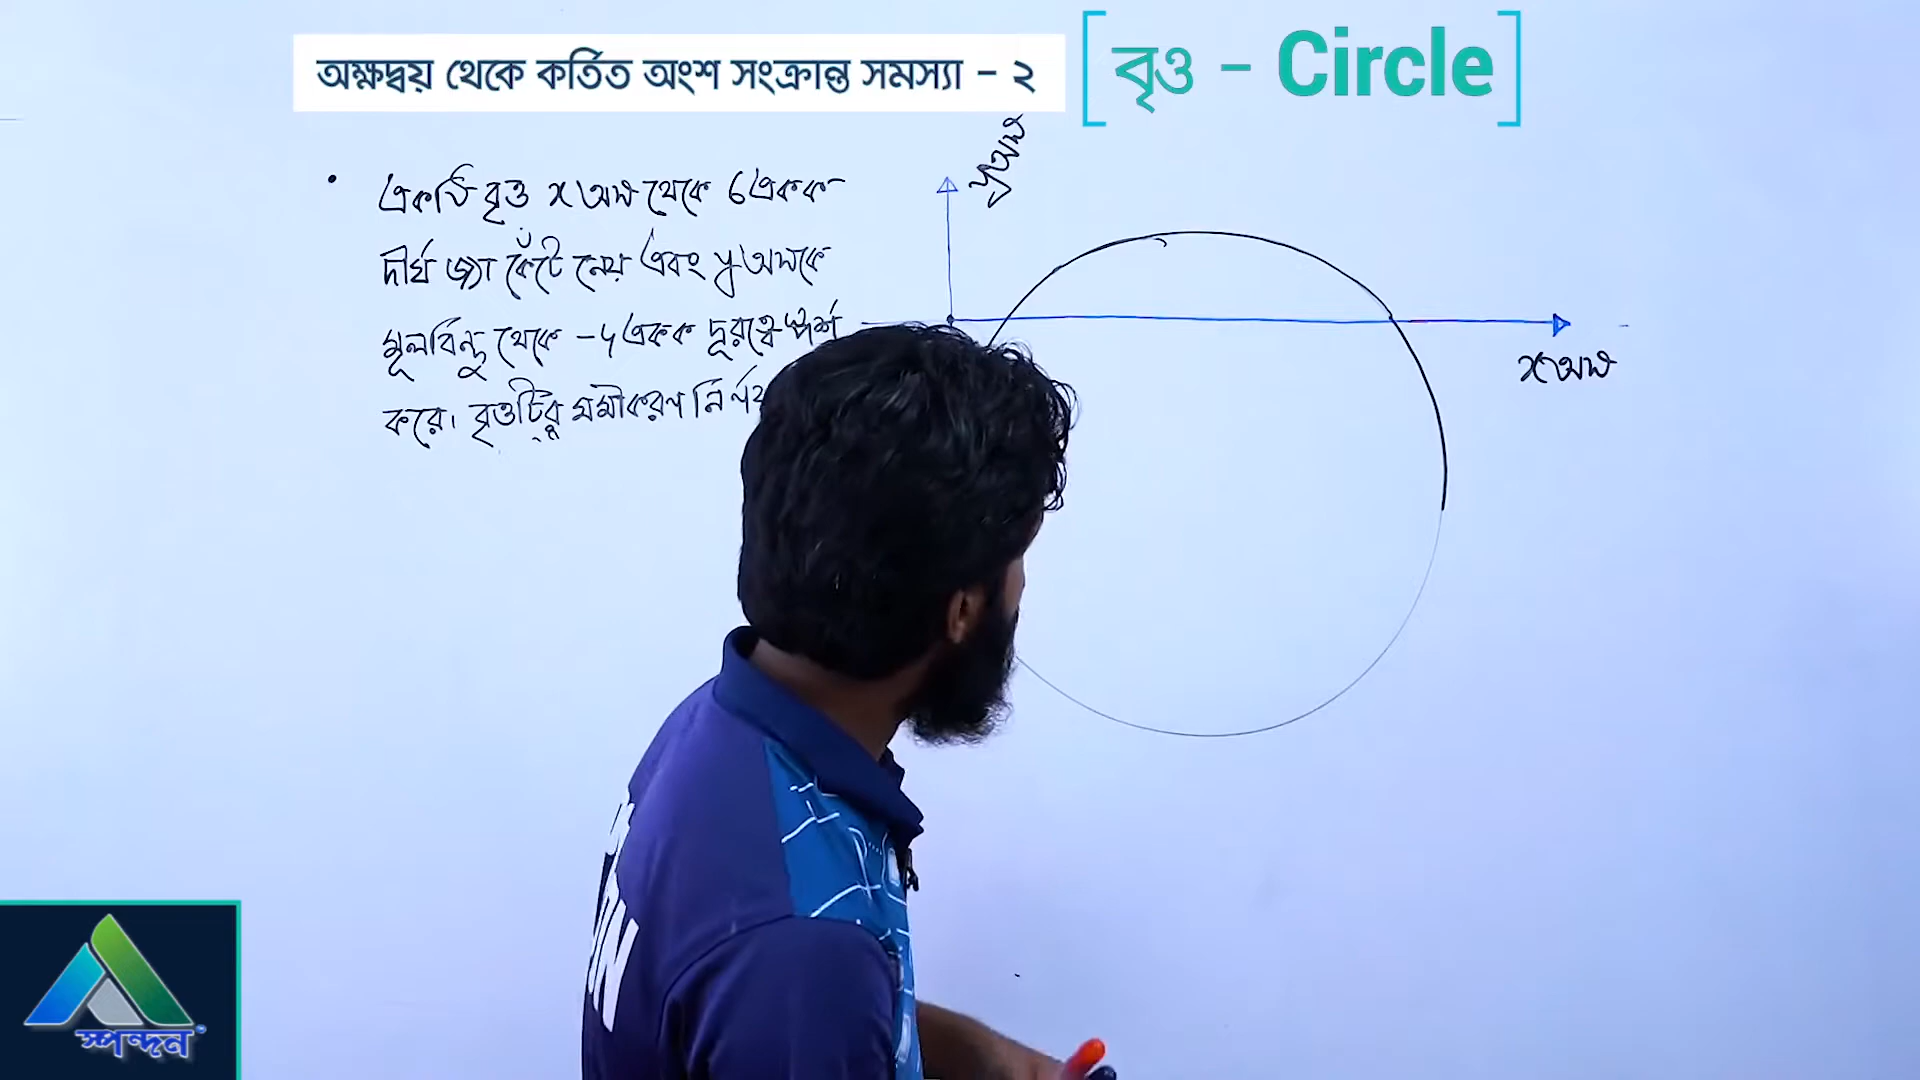 অক্ষদ্বয় থেকে কর্তিত অংশ সংক্রান্ত সমস্যা - ২
[বৃত্ত - Circle]
একটি বৃত্ত x অক্ষ থেকে 6 একক
দীর্ঘ জ্যা কেঁটে নেয় এবং y অক্ষকে
মূলবিন্দু থেকে -4 একক দূরত্বে স্পর্শ
করে। বৃত্তটির সমীকরণ
y অক্ষ
x অক্ষ
স্পন্দন